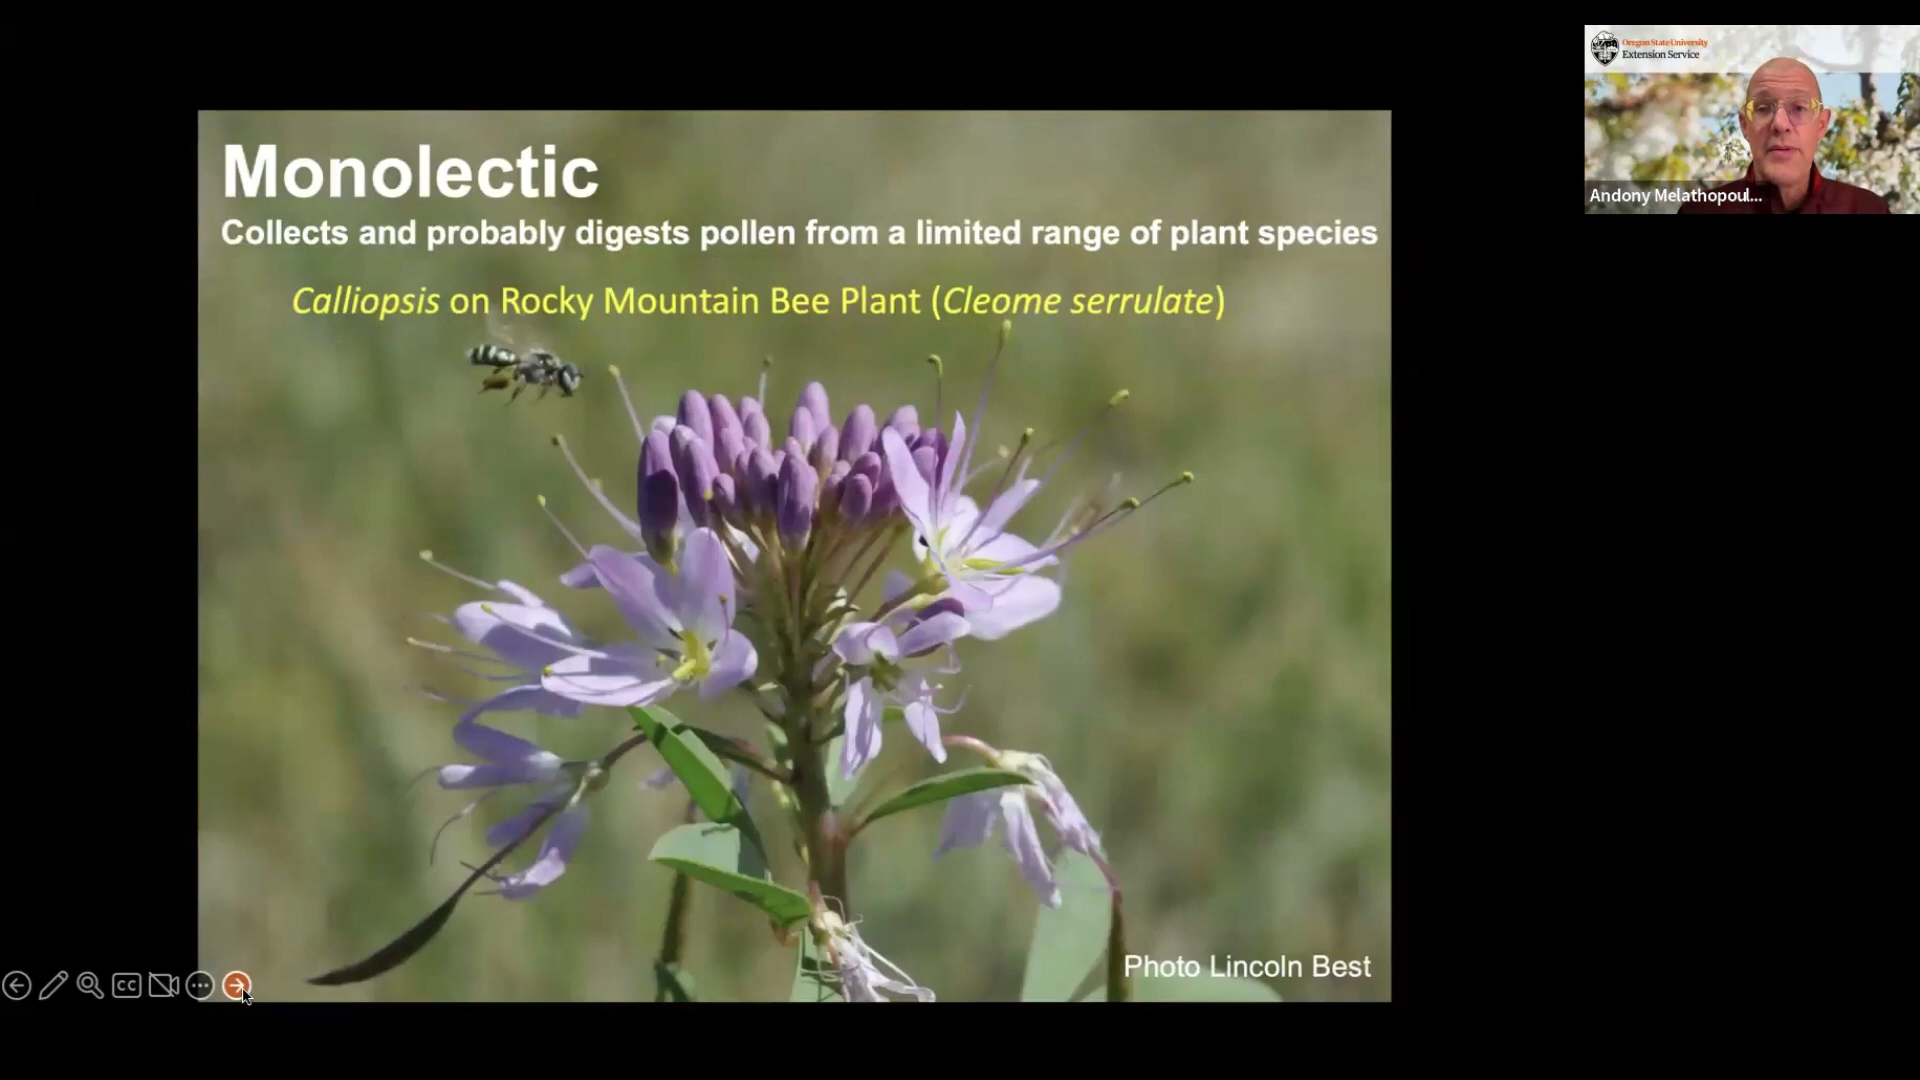 Monolectic
Collects and probably digests pollen from a limited range of plant species
Calliopsis on Rocky Mountain Bee Plant (Cleome serrulate)
Photo Lincoln Best
Oregon State University
Extension Service
Andony Melathopoul...
CC